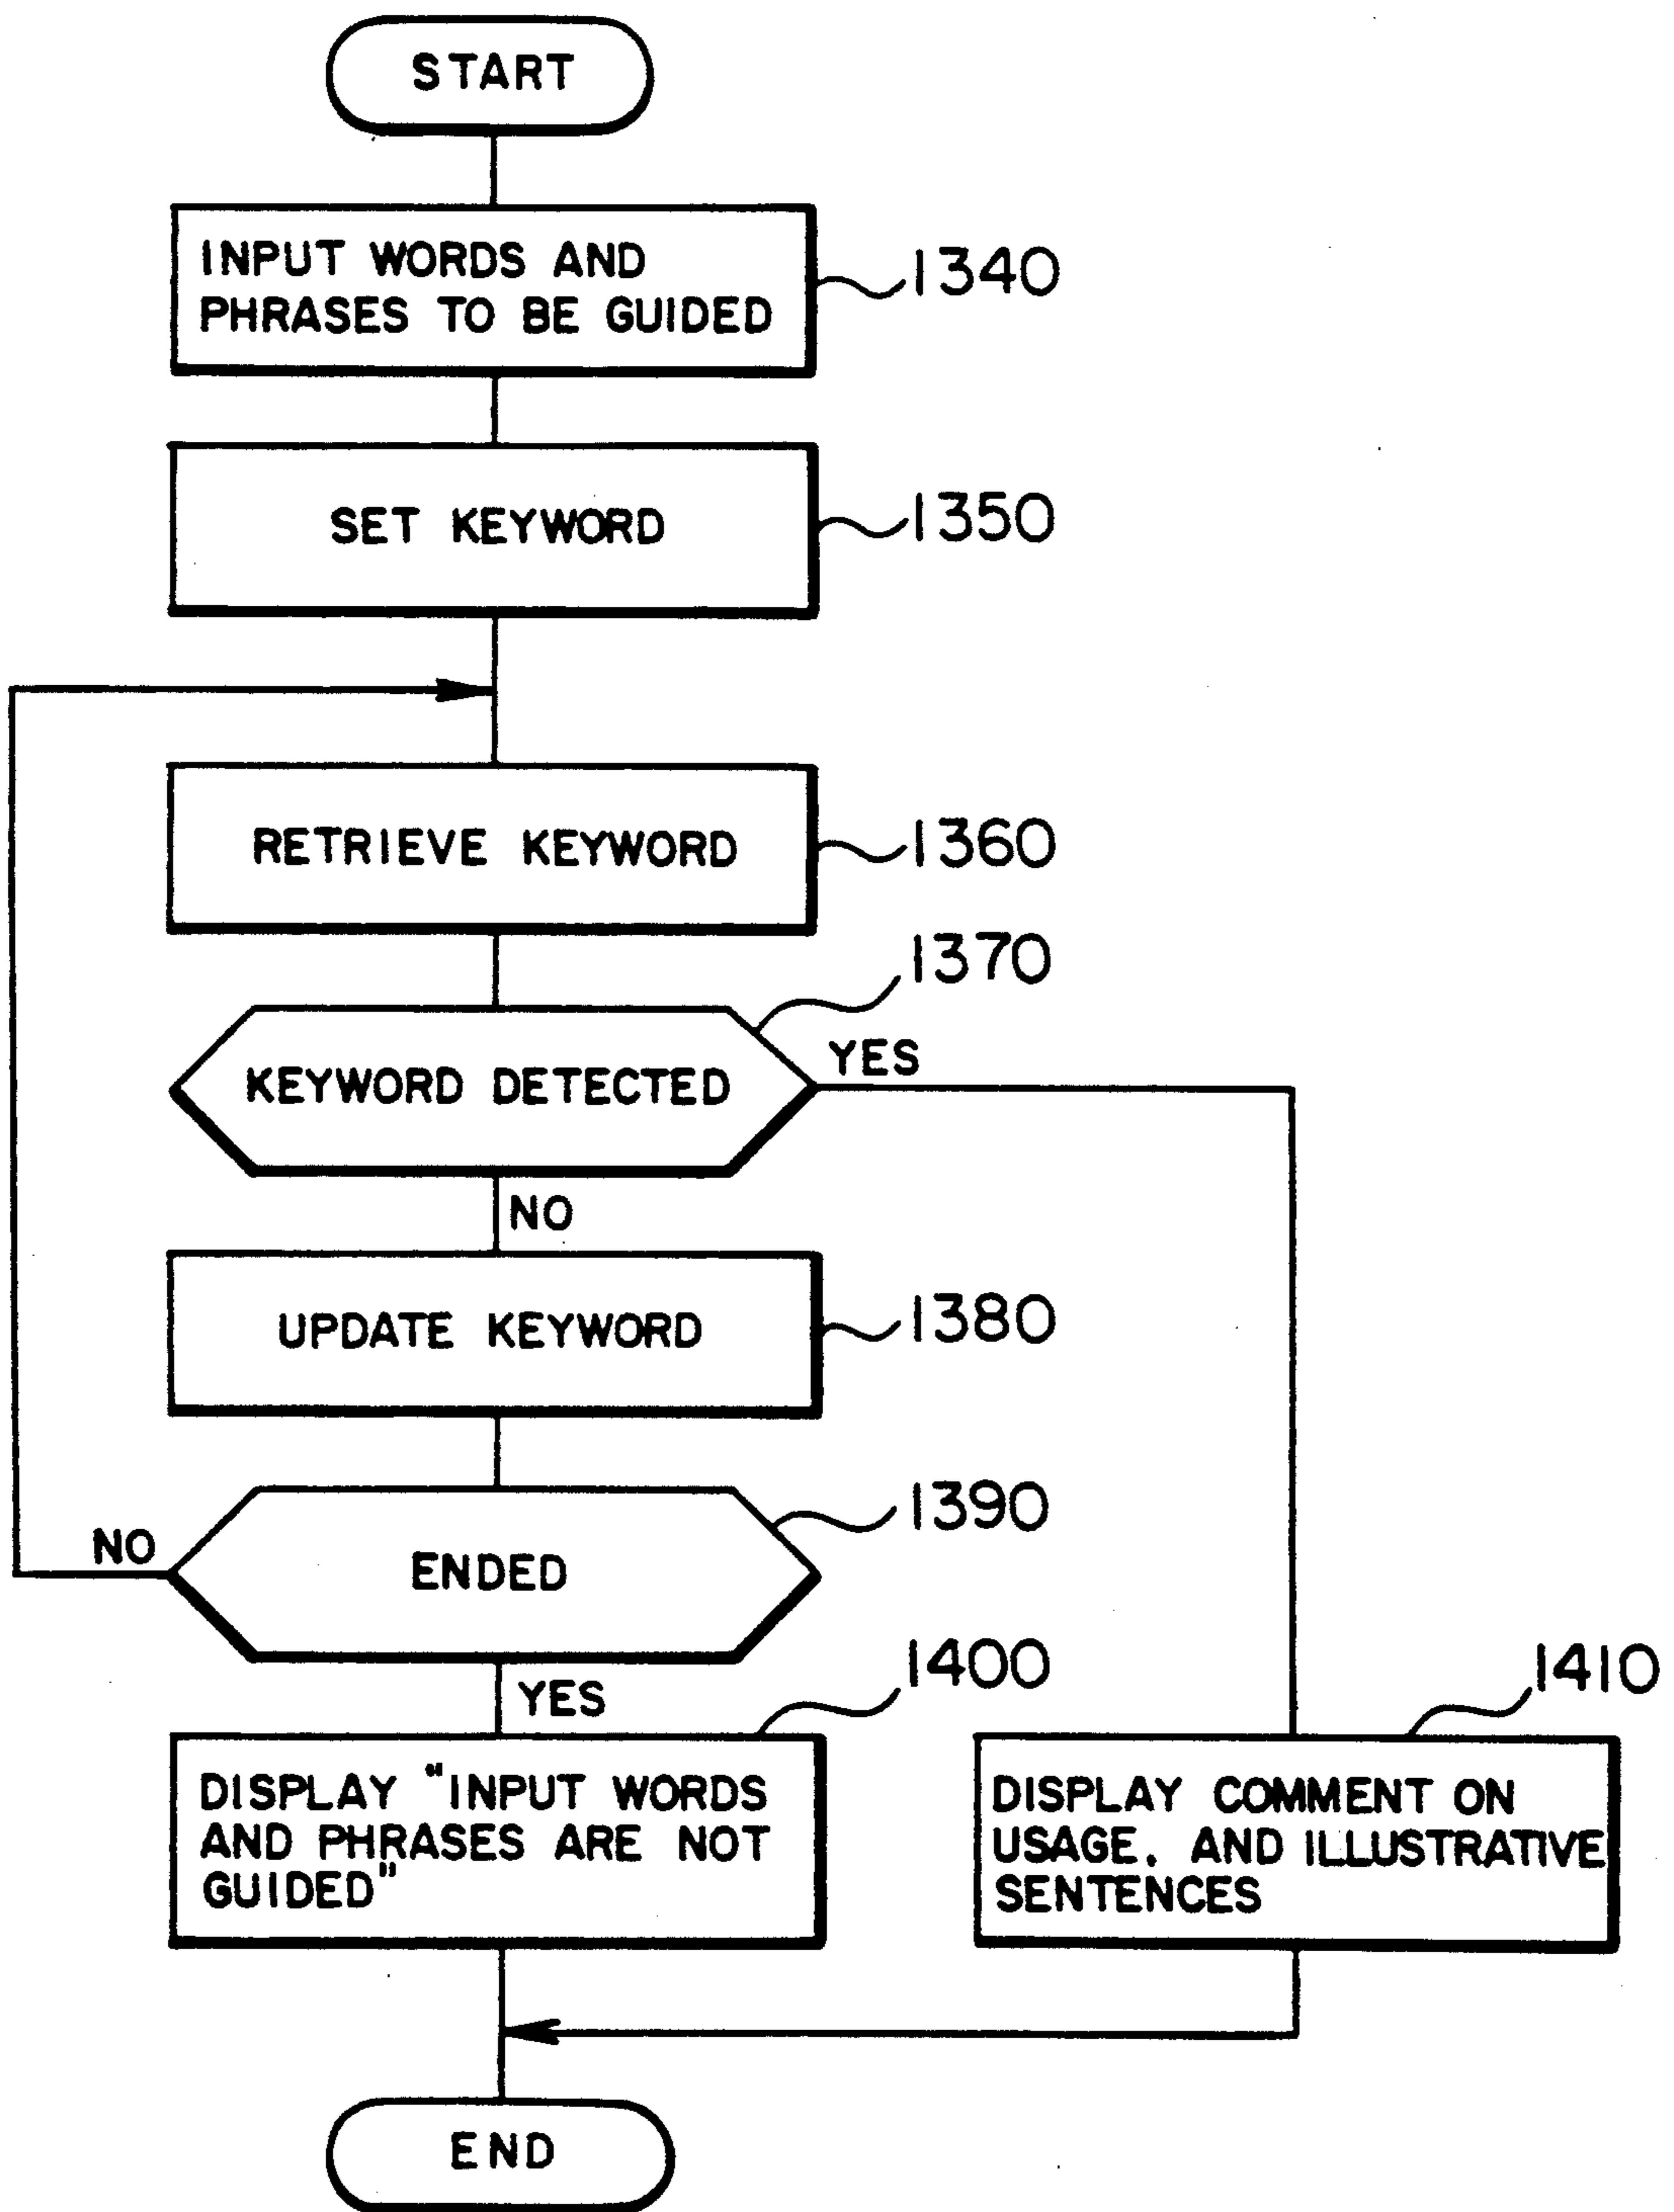 START
INPUT WORDS AND
PHRASES TO BE GUIDED
1340
SET KEYWORD
1350
RETRIEVE KEYWORD
1360
1370
KEYWORD DETECTED
YES
NO
UPDATE KEYWORD
1380
1390
NO
ENDED
YES
1400
1410
DISPLAY "INPUT WORDS
AND PHRASES ARE NOT
GUIDED"
DISPLAY COMMENT ON
USAGE. AND ILLUSTRATIVE
SENTENCES
END